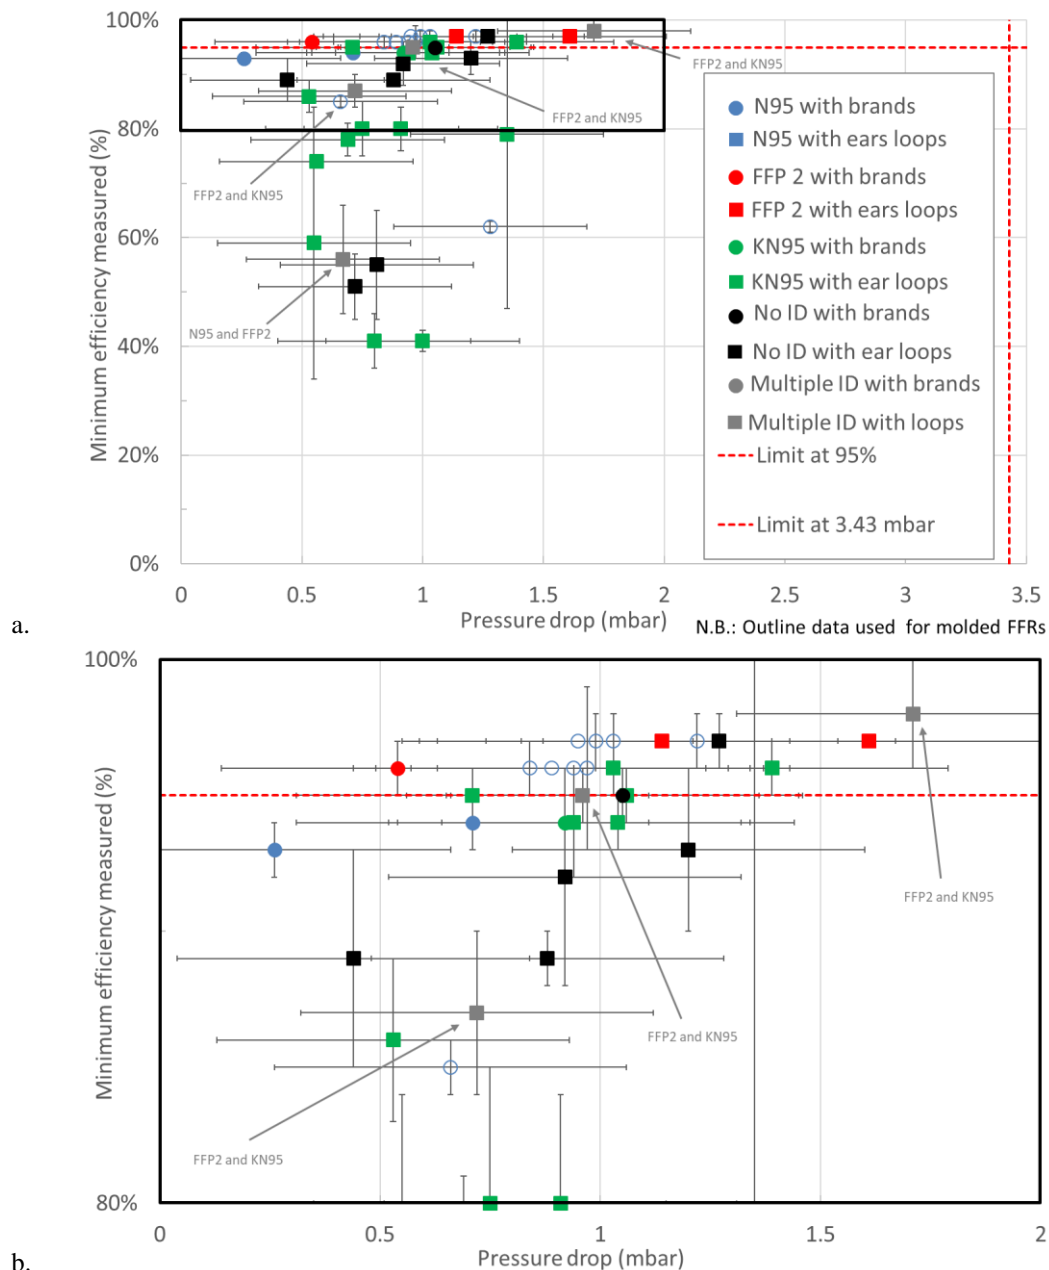 100%
80%
60%
40%
20%
0%
Minimum efficiency measured (%)
FFP2 and KN95
FFP2 and KN95
FFP2 and KN95
N95 and FFP2
N95 with brands
N95 with ears loops
FFP 2 with brands
FFP 2 with ears loops
KN95 with brands
KN95 with ear loops
No ID with brands
No ID with ear loops
Multiple ID with brands
Multiple ID with loops
Limit at 95%
Limit at 3.43 mbar
0 0.5 1 1.5 2 2.5 3 3.5
Pressure drop (mbar)
a.
N.B.: Outline data used for molded FFRs
100%
80%
Minimum efficiency measured (%)
FFP2 and KN95
FFP2 and KN95
FFP2 and KN95
0 0.5 1 1.5 2
Pressure drop (mbar)
b.